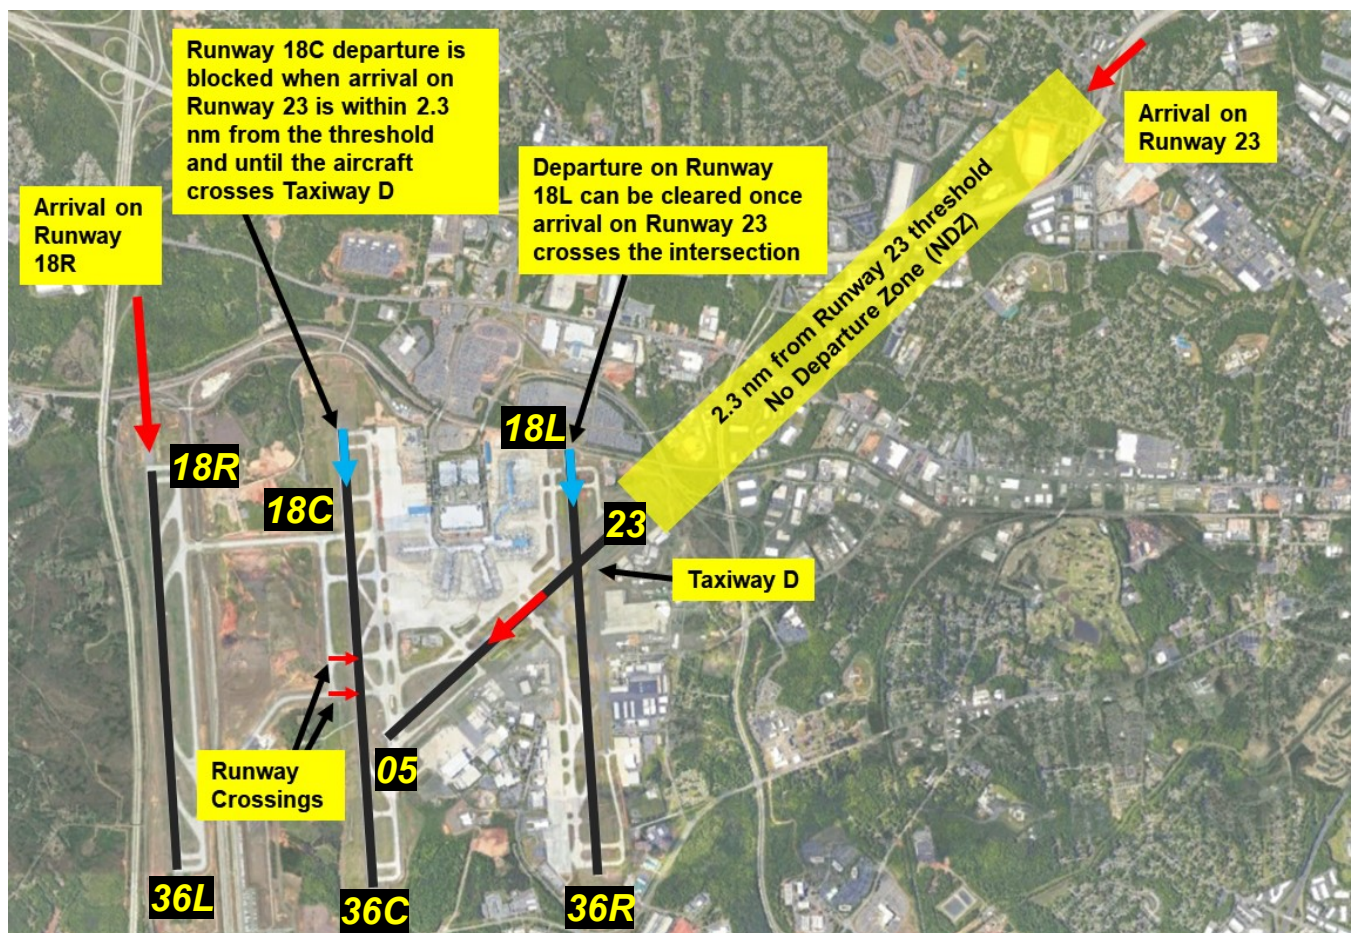 Runway 18C departure is
blocked when arrival on
Runway 23 is within 2.3
nm from the threshold
and until the aircraft
crosses Taxiway D
Arrival on
Runway 23
Departure on Runway
18L can be cleared once
arrival on Runway 23
crosses the intersection
Arrival on
Runway
18R
2.3 nm from Runway 23 threshold
No Departure Zone (NDZ)
18L
18R
18C
23
Taxiway D
Runway
Crossings
05
36L
36C
36R